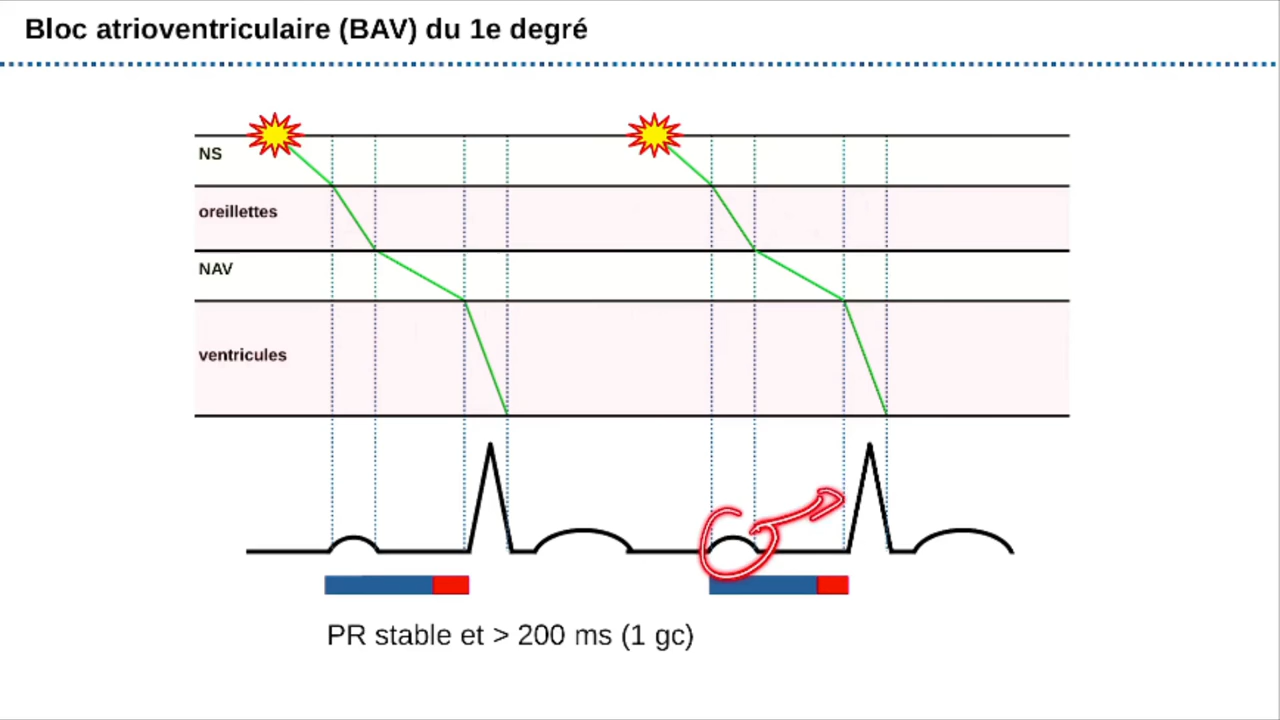 Bloc atrioventriculaire (BAV) du 1e degré
NS
oreillettes
NAV
ventricules
PR stable et > 200 ms (1 gc)